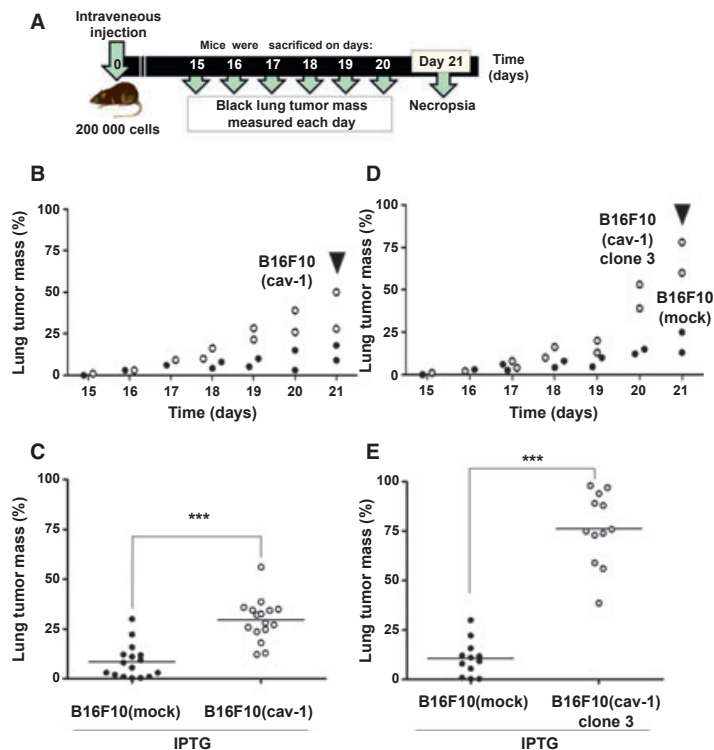 A
Intraveneous
injection
Mice were sacrificed on days:
0 15 16 17 18 19 20 Day 21
Time
(days)
200 000 cells
Black lung tumor mass
measured each day
Necropsia
B
Lung tumor mass (%)
100
75
50
25
0
B16F10
(cav-1)
15 16 17 18 19 20 21
Time (days)
D
Lung tumor mass (%)
100
75
50
25
0
B16F10
(cav-1)
clone 3
B16F10
(mock)
15 16 17 18 19 20 21
Time (days)
C
Lung tumor mass (%)
100
75
50
25
0
***
B16F10(mock) B16F10(cav-1)
IPTG
E
Lung tumor mass (%)
100
75
50
25
0
***
B16F10(mock) B16F10(cav-1)
clone 3
IPTG